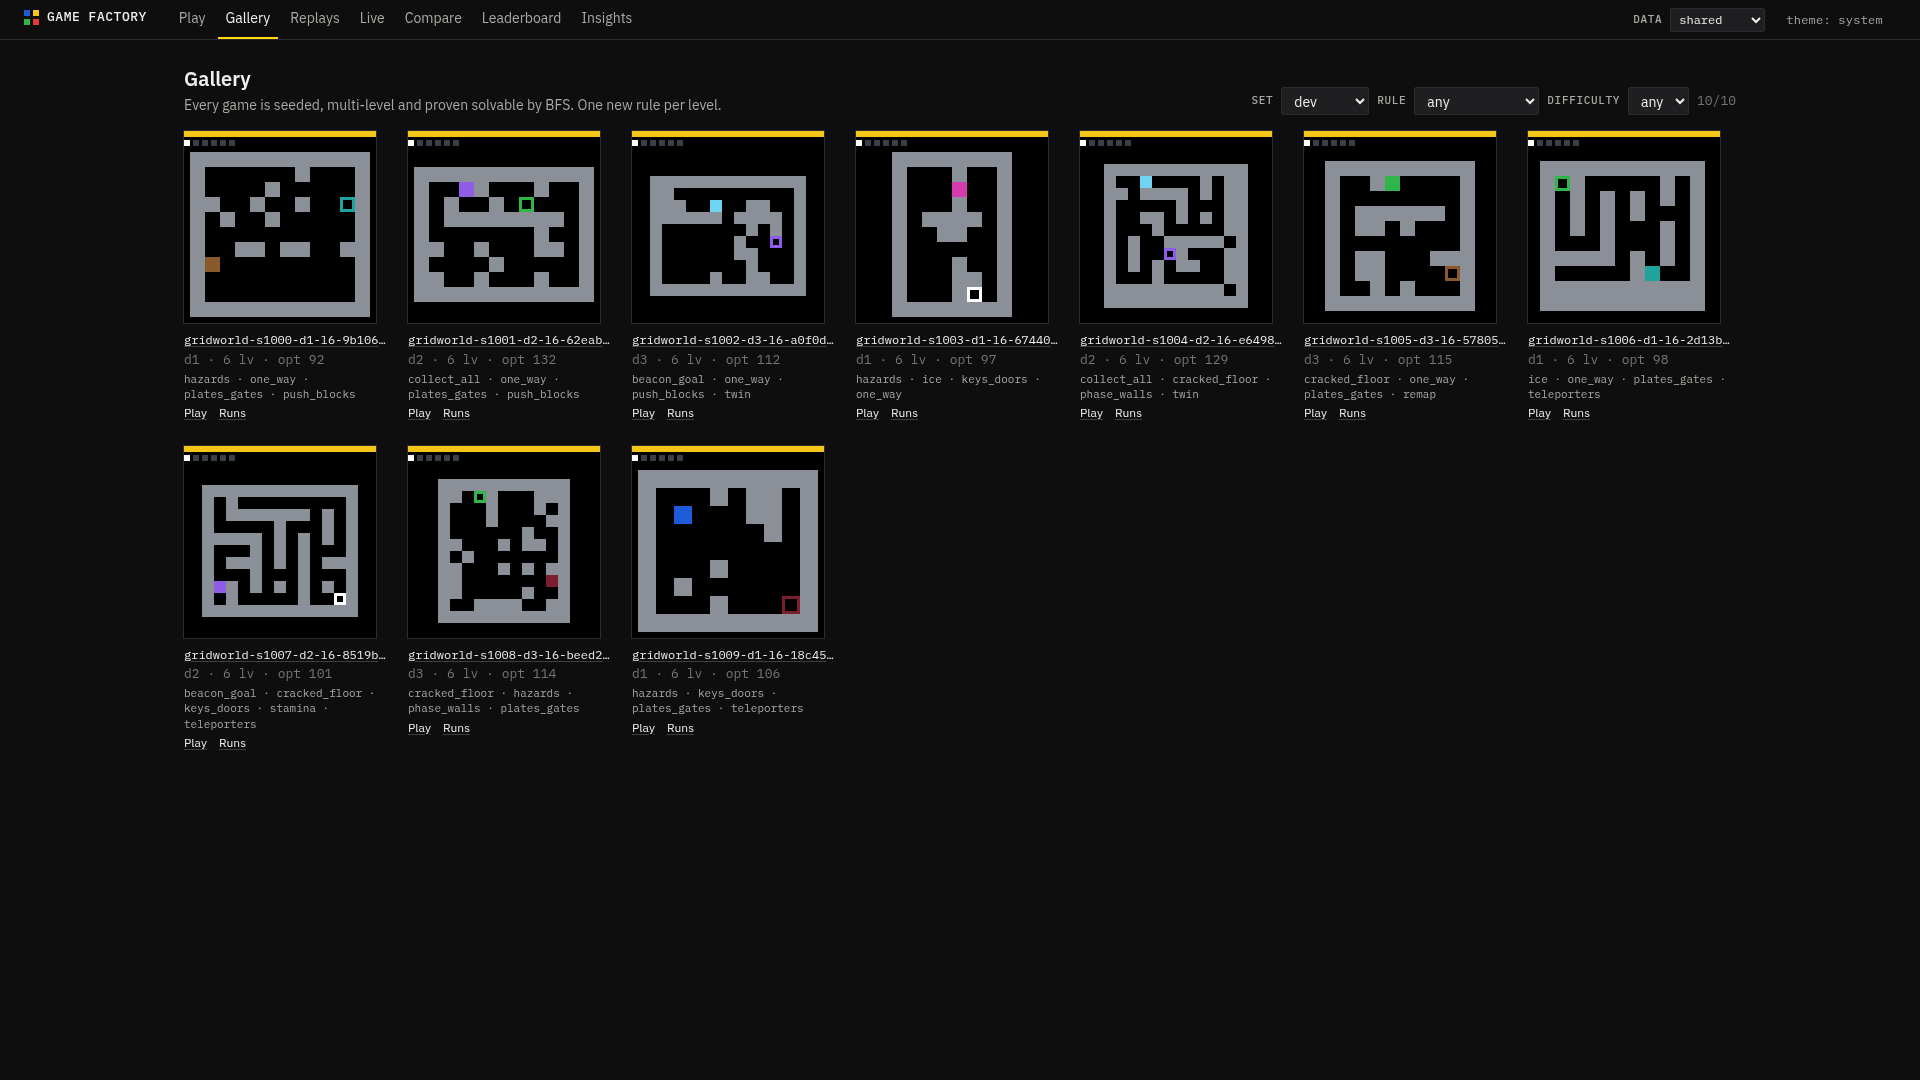 GAME FACTORY Play Gallery Replays Live Compare Leaderboard Insights DATA shared theme: system
Gallery
Every game is seeded, multi-level and proven solvable by BFS. One new rule per level.
SET dev RULE any DIFFICULTY any 10/10
gridworld-s1000-d1-l6-9b106…
d1 · 6 lv · opt 92
hazards · one_way ·
plates_gates · push_blocks
Play Runs
gridworld-s1001-d2-l6-62eab…
d2 · 6 lv · opt 132
collect_all · one_way ·
plates_gates · push_blocks
Play Runs
gridworld-s1002-d3-l6-a0f0d…
d3 · 6 lv · opt 112
beacon_goal · one_way ·
push_blocks · twin
Play Runs
gridworld-s1003-d1-l6-67440…
d1 · 6 lv · opt 97
hazards · ice · keys_doors ·
one_way
Play Runs
gridworld-s1004-d2-l6-e6498…
d2 · 6 lv · opt 129
collect_all · cracked_floor ·
phase_walls · twin
Play Runs
gridworld-s1005-d3-l6-57805…
d3 · 6 lv · opt 115
cracked_floor · one_way ·
plates_gates · remap
Play Runs
gridworld-s1006-d1-l6-2d13b…
d1 · 6 lv · opt 98
ice · one_way · plates_gates ·
teleporters
Play Runs
gridworld-s1007-d2-l6-8519b…
d2 · 6 lv · opt 101
beacon_goal · cracked_floor ·
keys_doors · stamina ·
teleporters
Play Runs
gridworld-s1008-d3-l6-beed2…
d3 · 6 lv · opt 114
cracked_floor · hazards ·
phase_walls · plates_gates
Play Runs
gridworld-s1009-d1-l6-18c45…
d1 · 6 lv · opt 106
hazards · keys_doors ·
plates_gates · teleporters
Play Runs